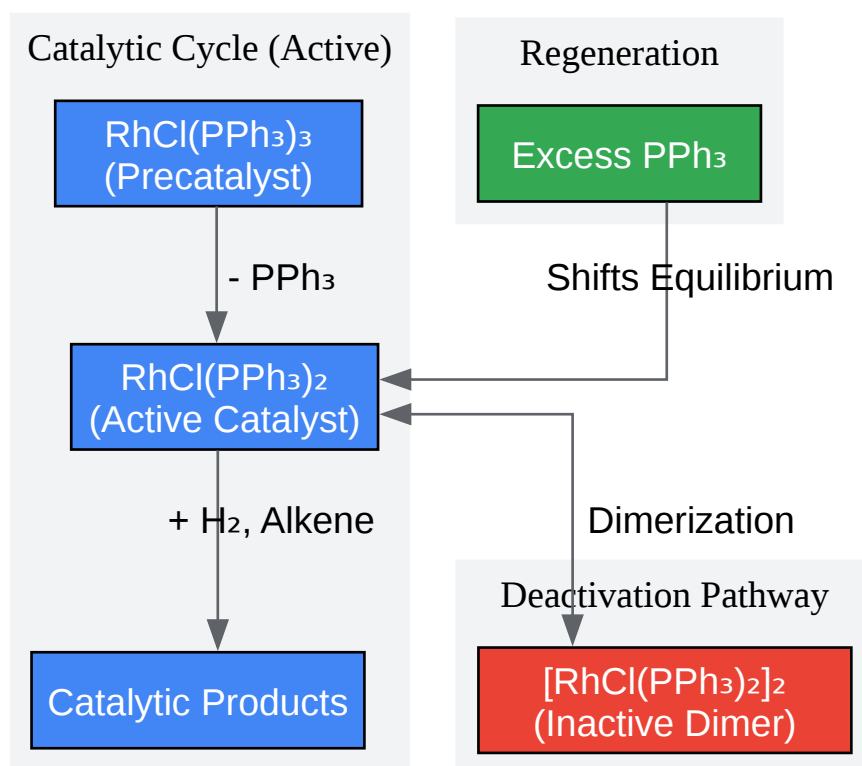 Catalytic Cycle (Active)
RhCl(PPh₃)₃
(Precatalyst)
- PPh₃
RhCl(PPh₃)₂
(Active Catalyst)
+ H₂, Alkene
Catalytic Products
Regeneration
Excess PPh₃
Shifts Equilibrium
Dimerization
Deactivation Pathway
[RhCl(PPh₃)₂]₂
(Inactive Dimer)